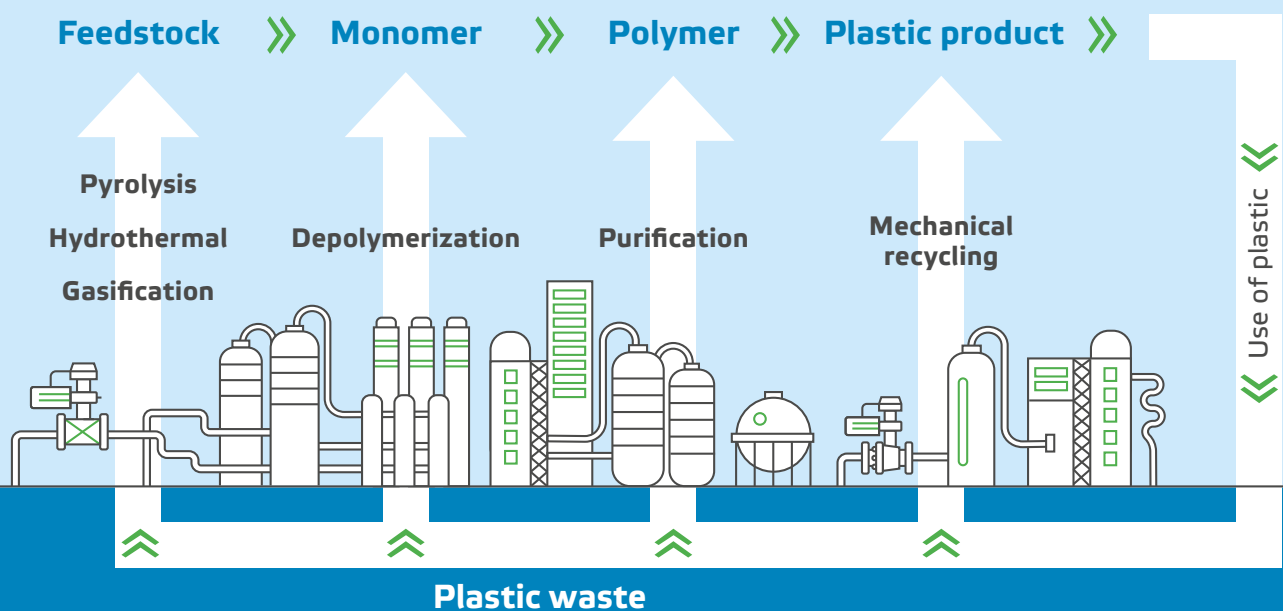 Feedstock
Monomer
Polymer
Plastic product
Pyrolysis
Hydrothermal
Gasification
Depolymerization
Purification
Mechanical
recycling
Use of plastic
Plastic waste